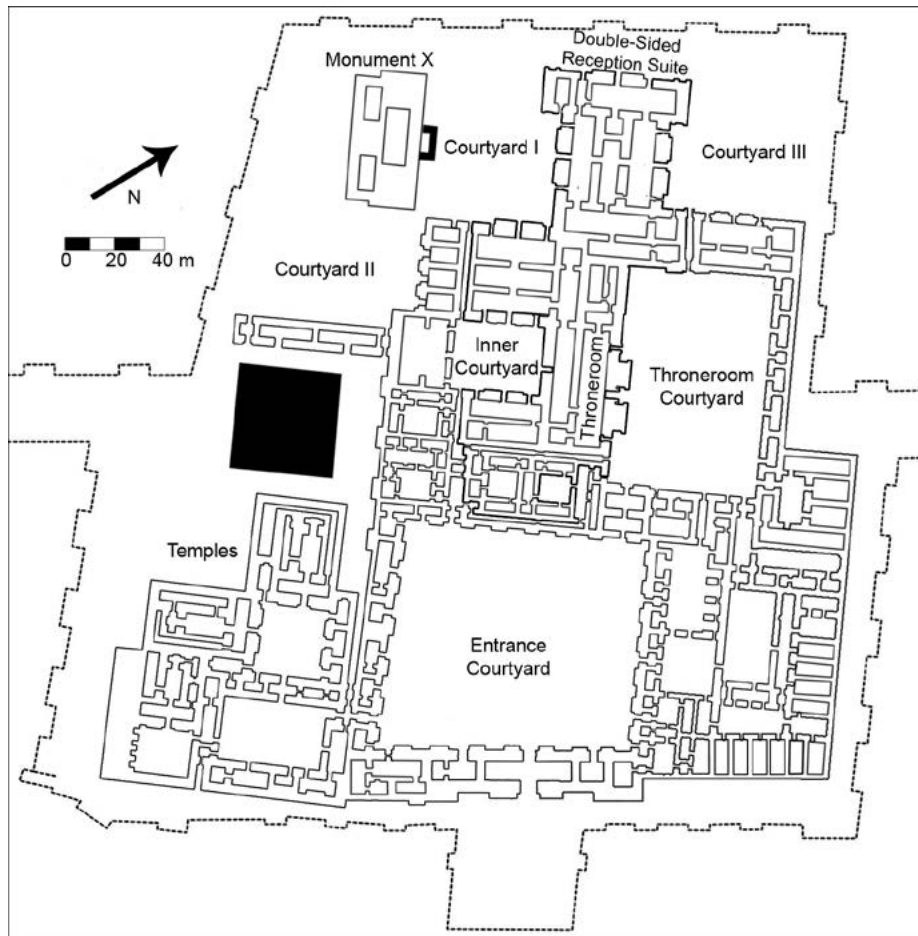 Double-Sided
Reception Suite
Monument X
Courtyard I
Courtyard III
N
0 20 40 m
Courtyard II
Inner
Courtyard
Throneroom
Throneroom
Courtyard
Temples
Entrance
Courtyard